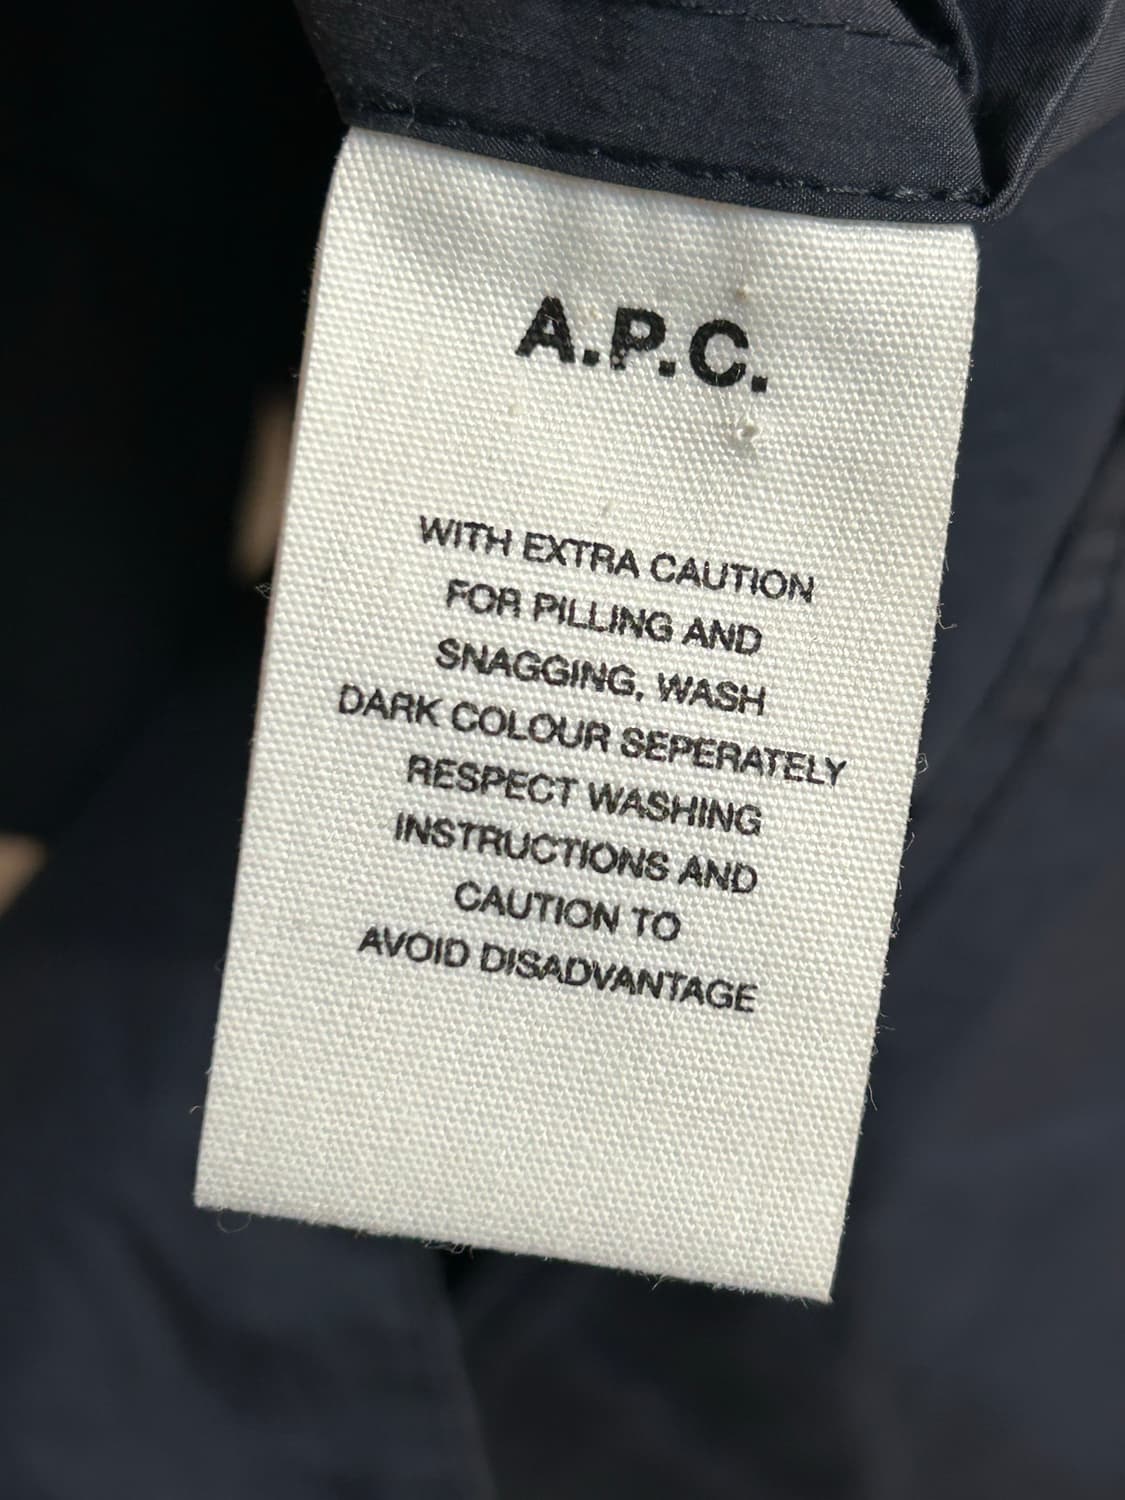 A.P.C.
WITH EXTRA CAUTION
FOR PILLING AND
SNAGGING, WASH
DARK COLOUR SEPERATELY
RESPECT WASHING
INSTRUCTIONS AND
CAUTION TO
AVOID DISADVANTAGE